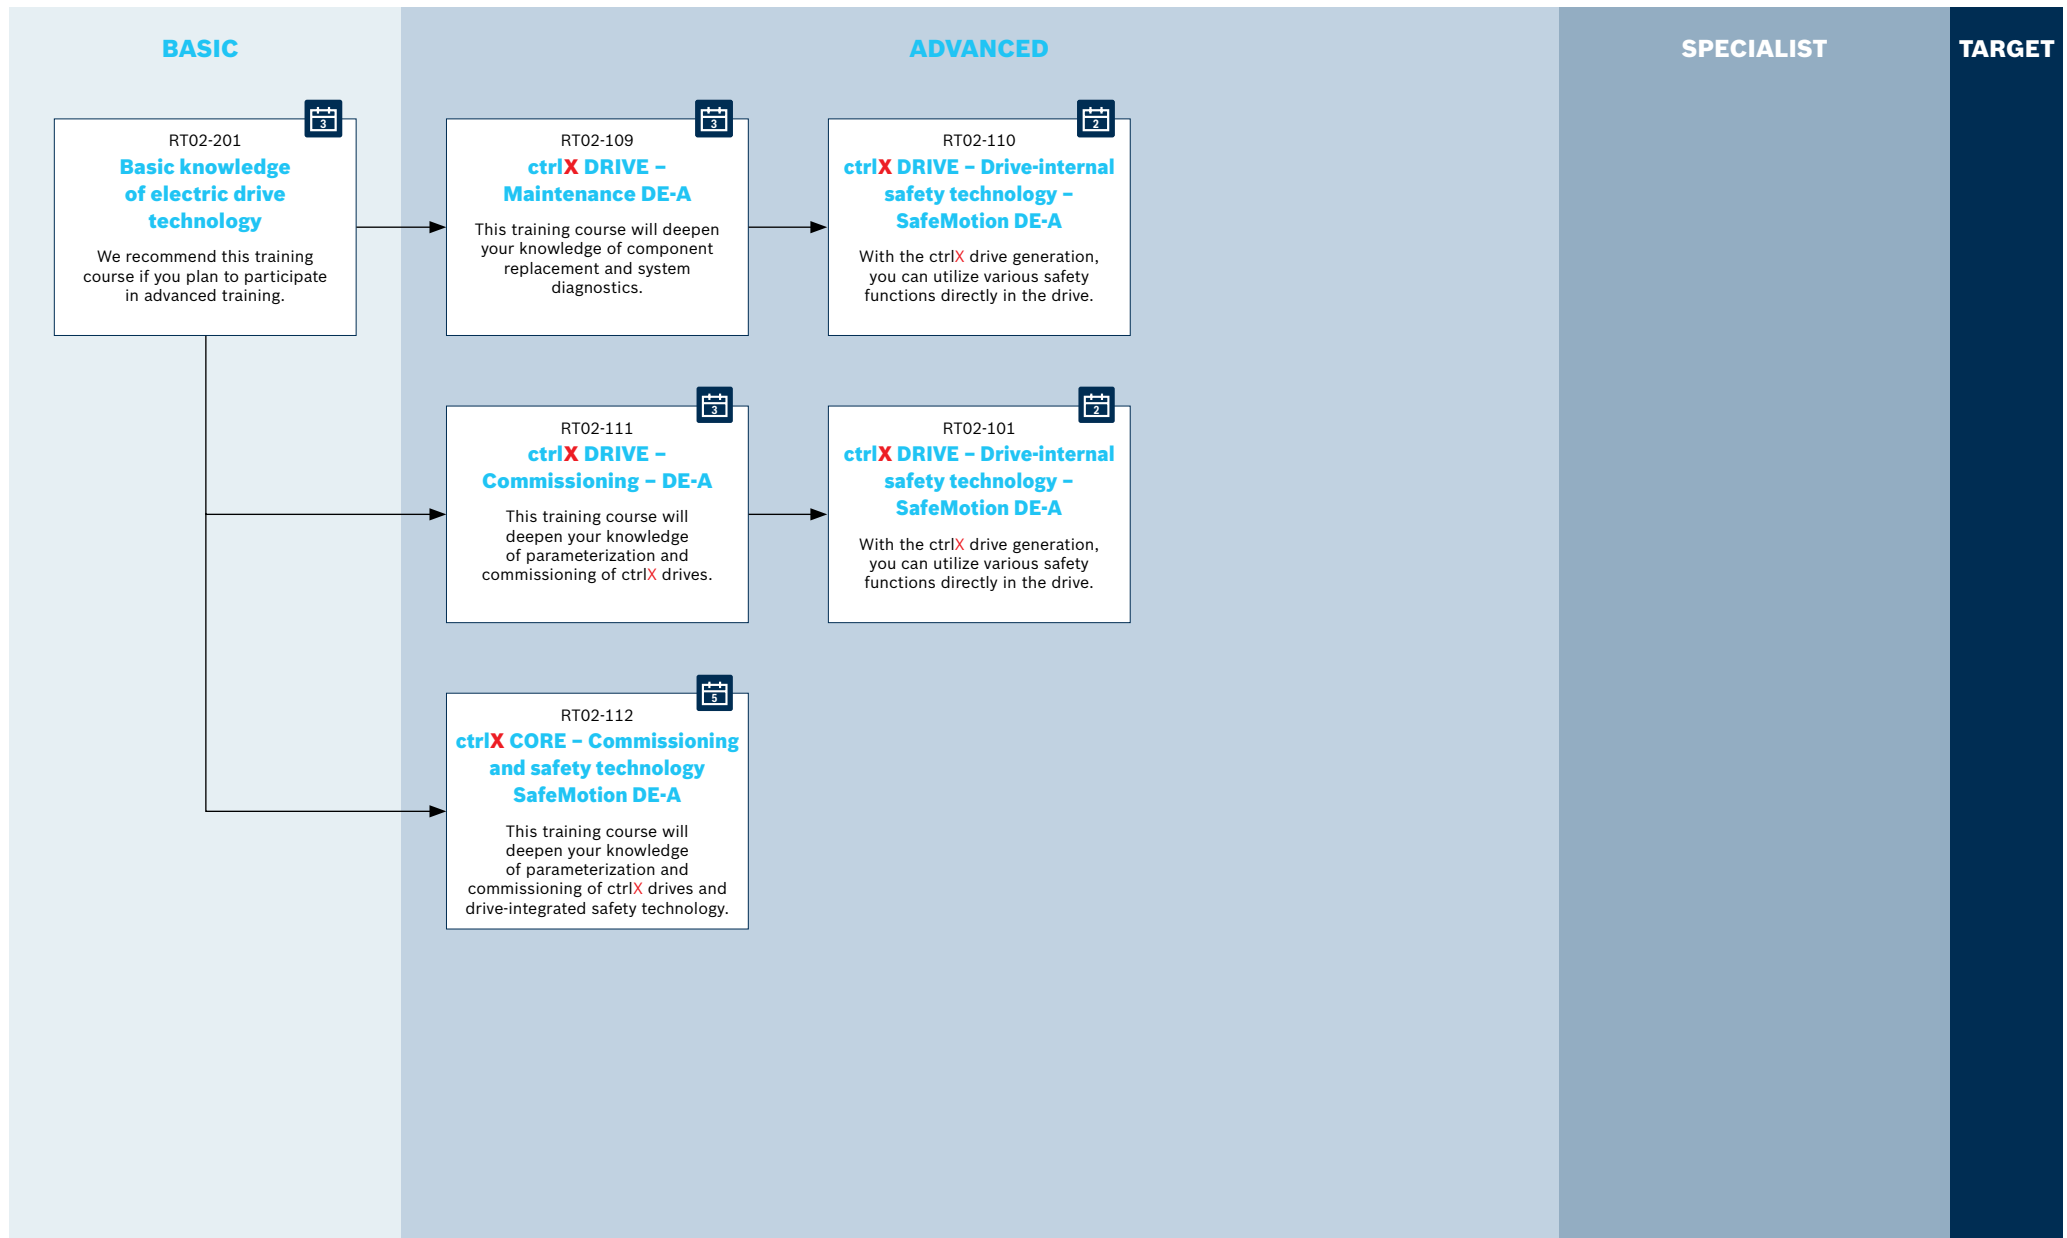 BASIC
ADVANCED
SPECIALIST
TARGET
3
RT02-201
Basic knowledge
of electric drive
technology
We recommend this training
course if you plan to participate
in advanced training.
3
RT02-109
ctrlX DRIVE –
Maintenance DE-A
This training course will deepen
your knowledge of component
replacement and system
diagnostics.
2
RT02-110
ctrlX DRIVE – Drive-internal
safety technology –
SafeMotion DE-A
With the ctrlX drive generation,
you can utilize various safety
functions directly in the drive.
3
RT02-111
ctrlX DRIVE –
Commissioning – DE-A
This training course will
deepen your knowledge
of parameterization and
commissioning of ctrlX drives.
2
RT02-101
ctrlX DRIVE – Drive-internal
safety technology –
SafeMotion DE-A
With the ctrlX drive generation,
you can utilize various safety
functions directly in the drive.
5
RT02-112
ctrlX CORE – Commissioning
and safety technology
SafeMotion DE-A
This training course will
deepen your knowledge
of parameterization and
commissioning of ctrlX drives and
drive-integrated safety technology.